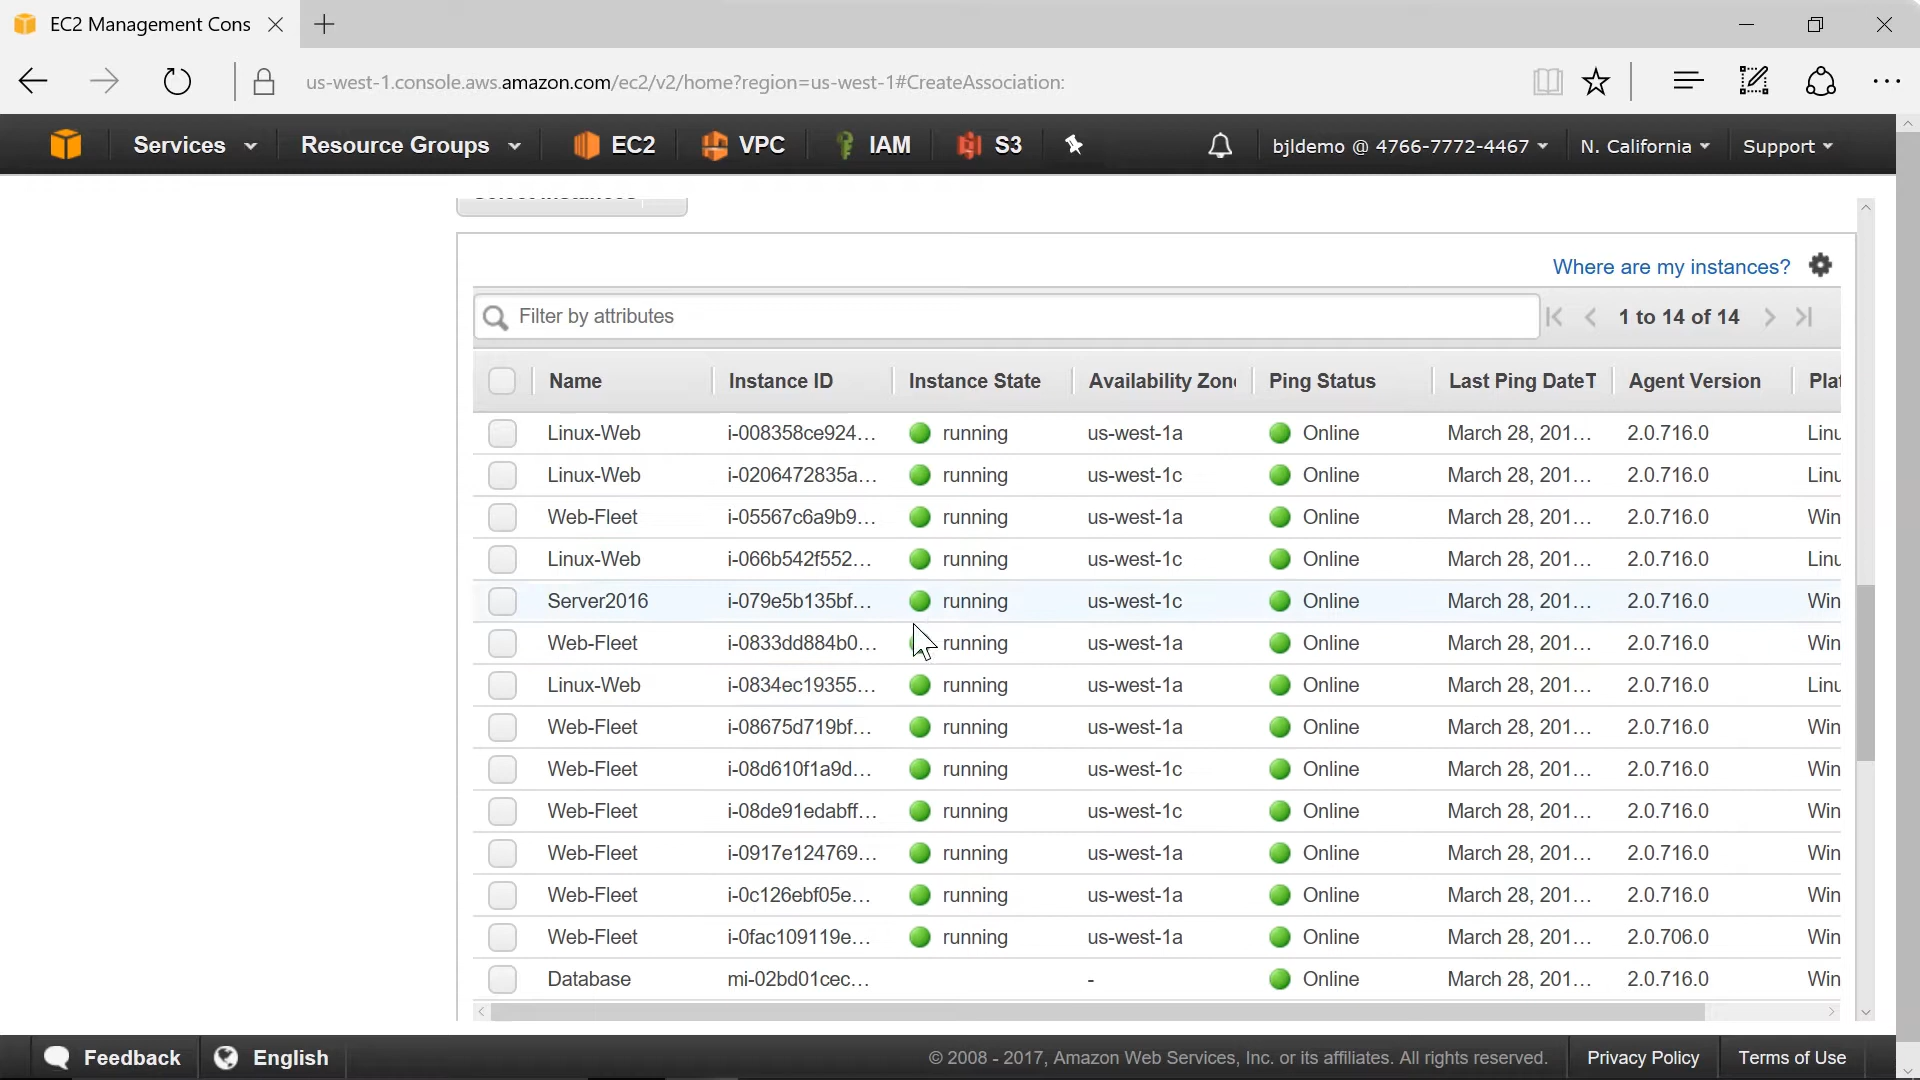 EC2 Management Cons
us-west-1.console.aws.amazon.com/ec2/v2/home?region=us-west-1#CreateAssociation:
Services Resource Groups EC2 VPC IAM S3 bjldemo @ 4766-7772-4467 N. California Support
Where are my instances?
Filter by attributes 1 to 14 of 14
Name Instance ID Instance State Availability Zon Ping Status Last Ping DateT Agent Version Pla
Linux-Web i-008358ce924... running us-west-1a Online March 28, 201... 2.0.716.0 Linu
Linux-Web i-0206472835a... running us-west-1c Online March 28, 201... 2.0.716.0 Linu
Web-Fleet i-05567c6a9b9... running us-west-1a Online March 28, 201... 2.0.716.0 Win
Linux-Web i-066b542f552... running us-west-1c Online March 28, 201... 2.0.716.0 Linu
Server2016 i-079e5b135bf... running us-west-1c Online March 28, 201... 2.0.716.0 Win
Web-Fleet i-0833dd884b0... running us-west-1a Online March 28, 201... 2.0.716.0 Win
Linux-Web i-0834ec19355... running us-west-1a Online March 28, 201... 2.0.716.0 Linu
Web-Fleet i-08675d719bf... running us-west-1a Online March 28, 201... 2.0.716.0 Win
Web-Fleet i-08d610f1a9d... running us-west-1c Online March 28, 201... 2.0.716.0 Win
Web-Fleet i-08de91edabff... running us-west-1c Online March 28, 201... 2.0.716.0 Win
Web-Fleet i-0917e124769... running us-west-1a Online March 28, 201... 2.0.716.0 Win
Web-Fleet i-0c126ebf05e... running us-west-1a Online March 28, 201... 2.0.716.0 Win
Web-Fleet i-0fac109119e... running us-west-1a Online March 28, 201... 2.0.706.0 Win
Database mi-02bd01cec... - Online March 28, 201... 2.0.716.0 Win
Feedback English © 2008 - 2017, Amazon Web Services, Inc. or its affiliates. All rights reserved. Privacy Policy Terms of Use